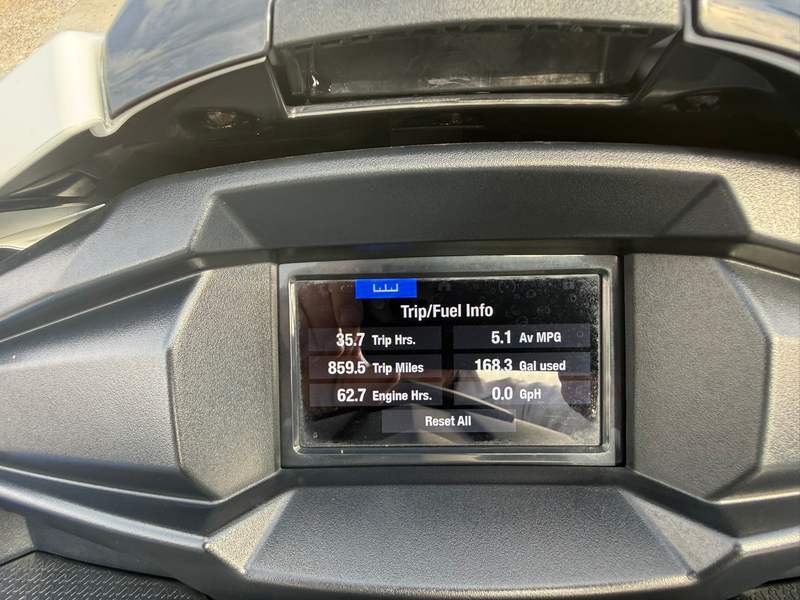 Trip/Fuel Info
35.7 Trip Hrs. 5.1 Av MPG
859.5 Trip Miles 168.3 Gal used
62.7 Engine Hrs. 0.0 GpH
Reset All